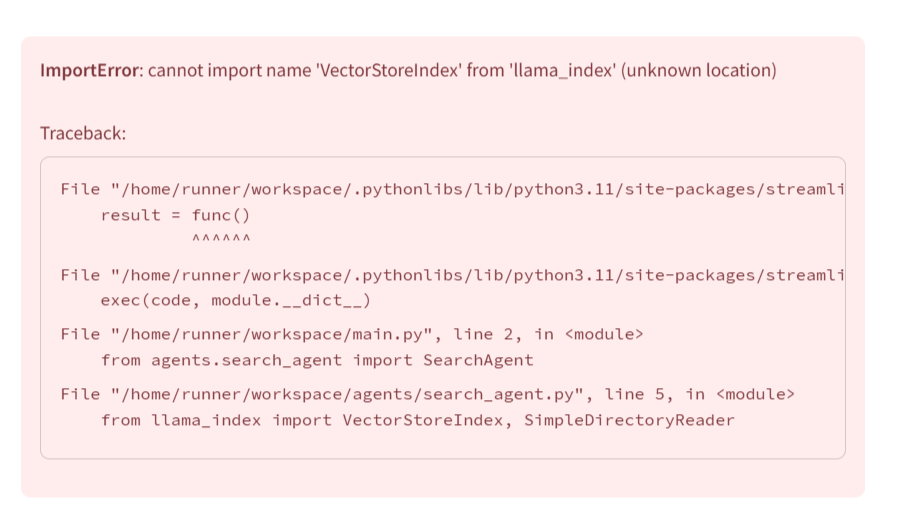 ImportError: cannot import name 'VectorStoreIndex' from 'llama_index' (unknown location)
Traceback:
File "/home/runner/workspace/.pythonlibs/lib/python3.11/site-packages/streamli
result = func()
^^^^^^
File "/home/runner/workspace/.pythonlibs/lib/python3.11/site-packages/streamli
exec(code, module.__dict__)
File "/home/runner/workspace/main.py", line 2, in <module>
from agents.search_agent import SearchAgent
File "/home/runner/workspace/agents/search_agent.py", line 5, in <module>
from llama_index import VectorStoreIndex, SimpleDirectoryReader